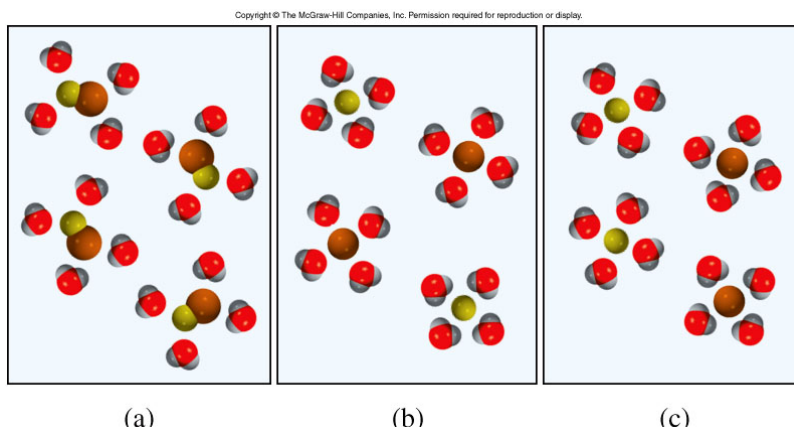 Copyright © The McGraw-Hill Companies, Inc. Permission required for reproduction or display.
(a) (b) (c)